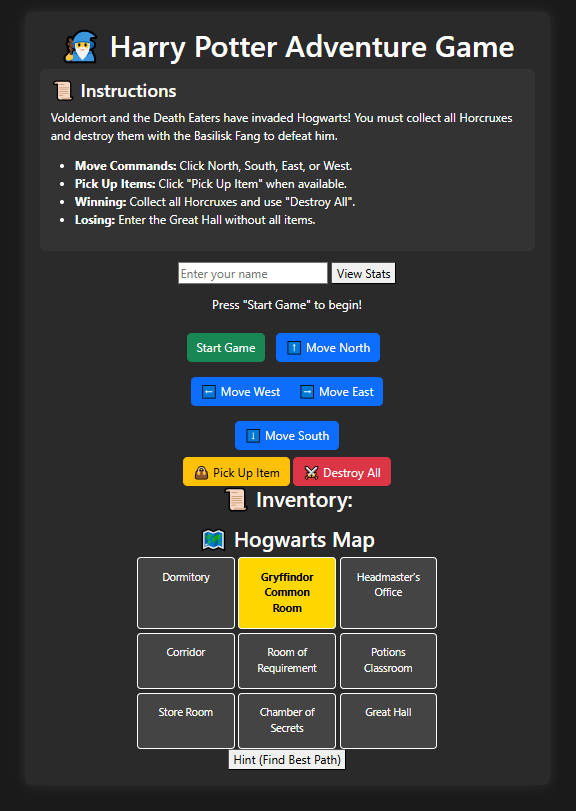 Harry Potter Adventure Game
Instructions
Voldemort and the Death Eaters have invaded Hogwarts! You must collect all Horcruxes
and destroy them with the Basilisk Fang to defeat him.
Move Commands: Click North, South, East, or West.
Pick Up Items: Click "Pick Up Item" when available.
Winning: Collect all Horcruxes and use "Destroy All".
Losing: Enter the Great Hall without all items.
Enter your name View Stats
Press "Start Game" to begin!
Start Game ↑ Move North
← Move West → Move East
↓ Move South
Pick Up Item Destroy All
Inventory:
Hogwarts Map
Dormitory
Gryffindor
Common
Room
Headmaster's
Office
Corridor
Room of
Requirement
Potions
Classroom
Store Room
Chamber of
Secrets
Great Hall
Hint (Find Best Path)